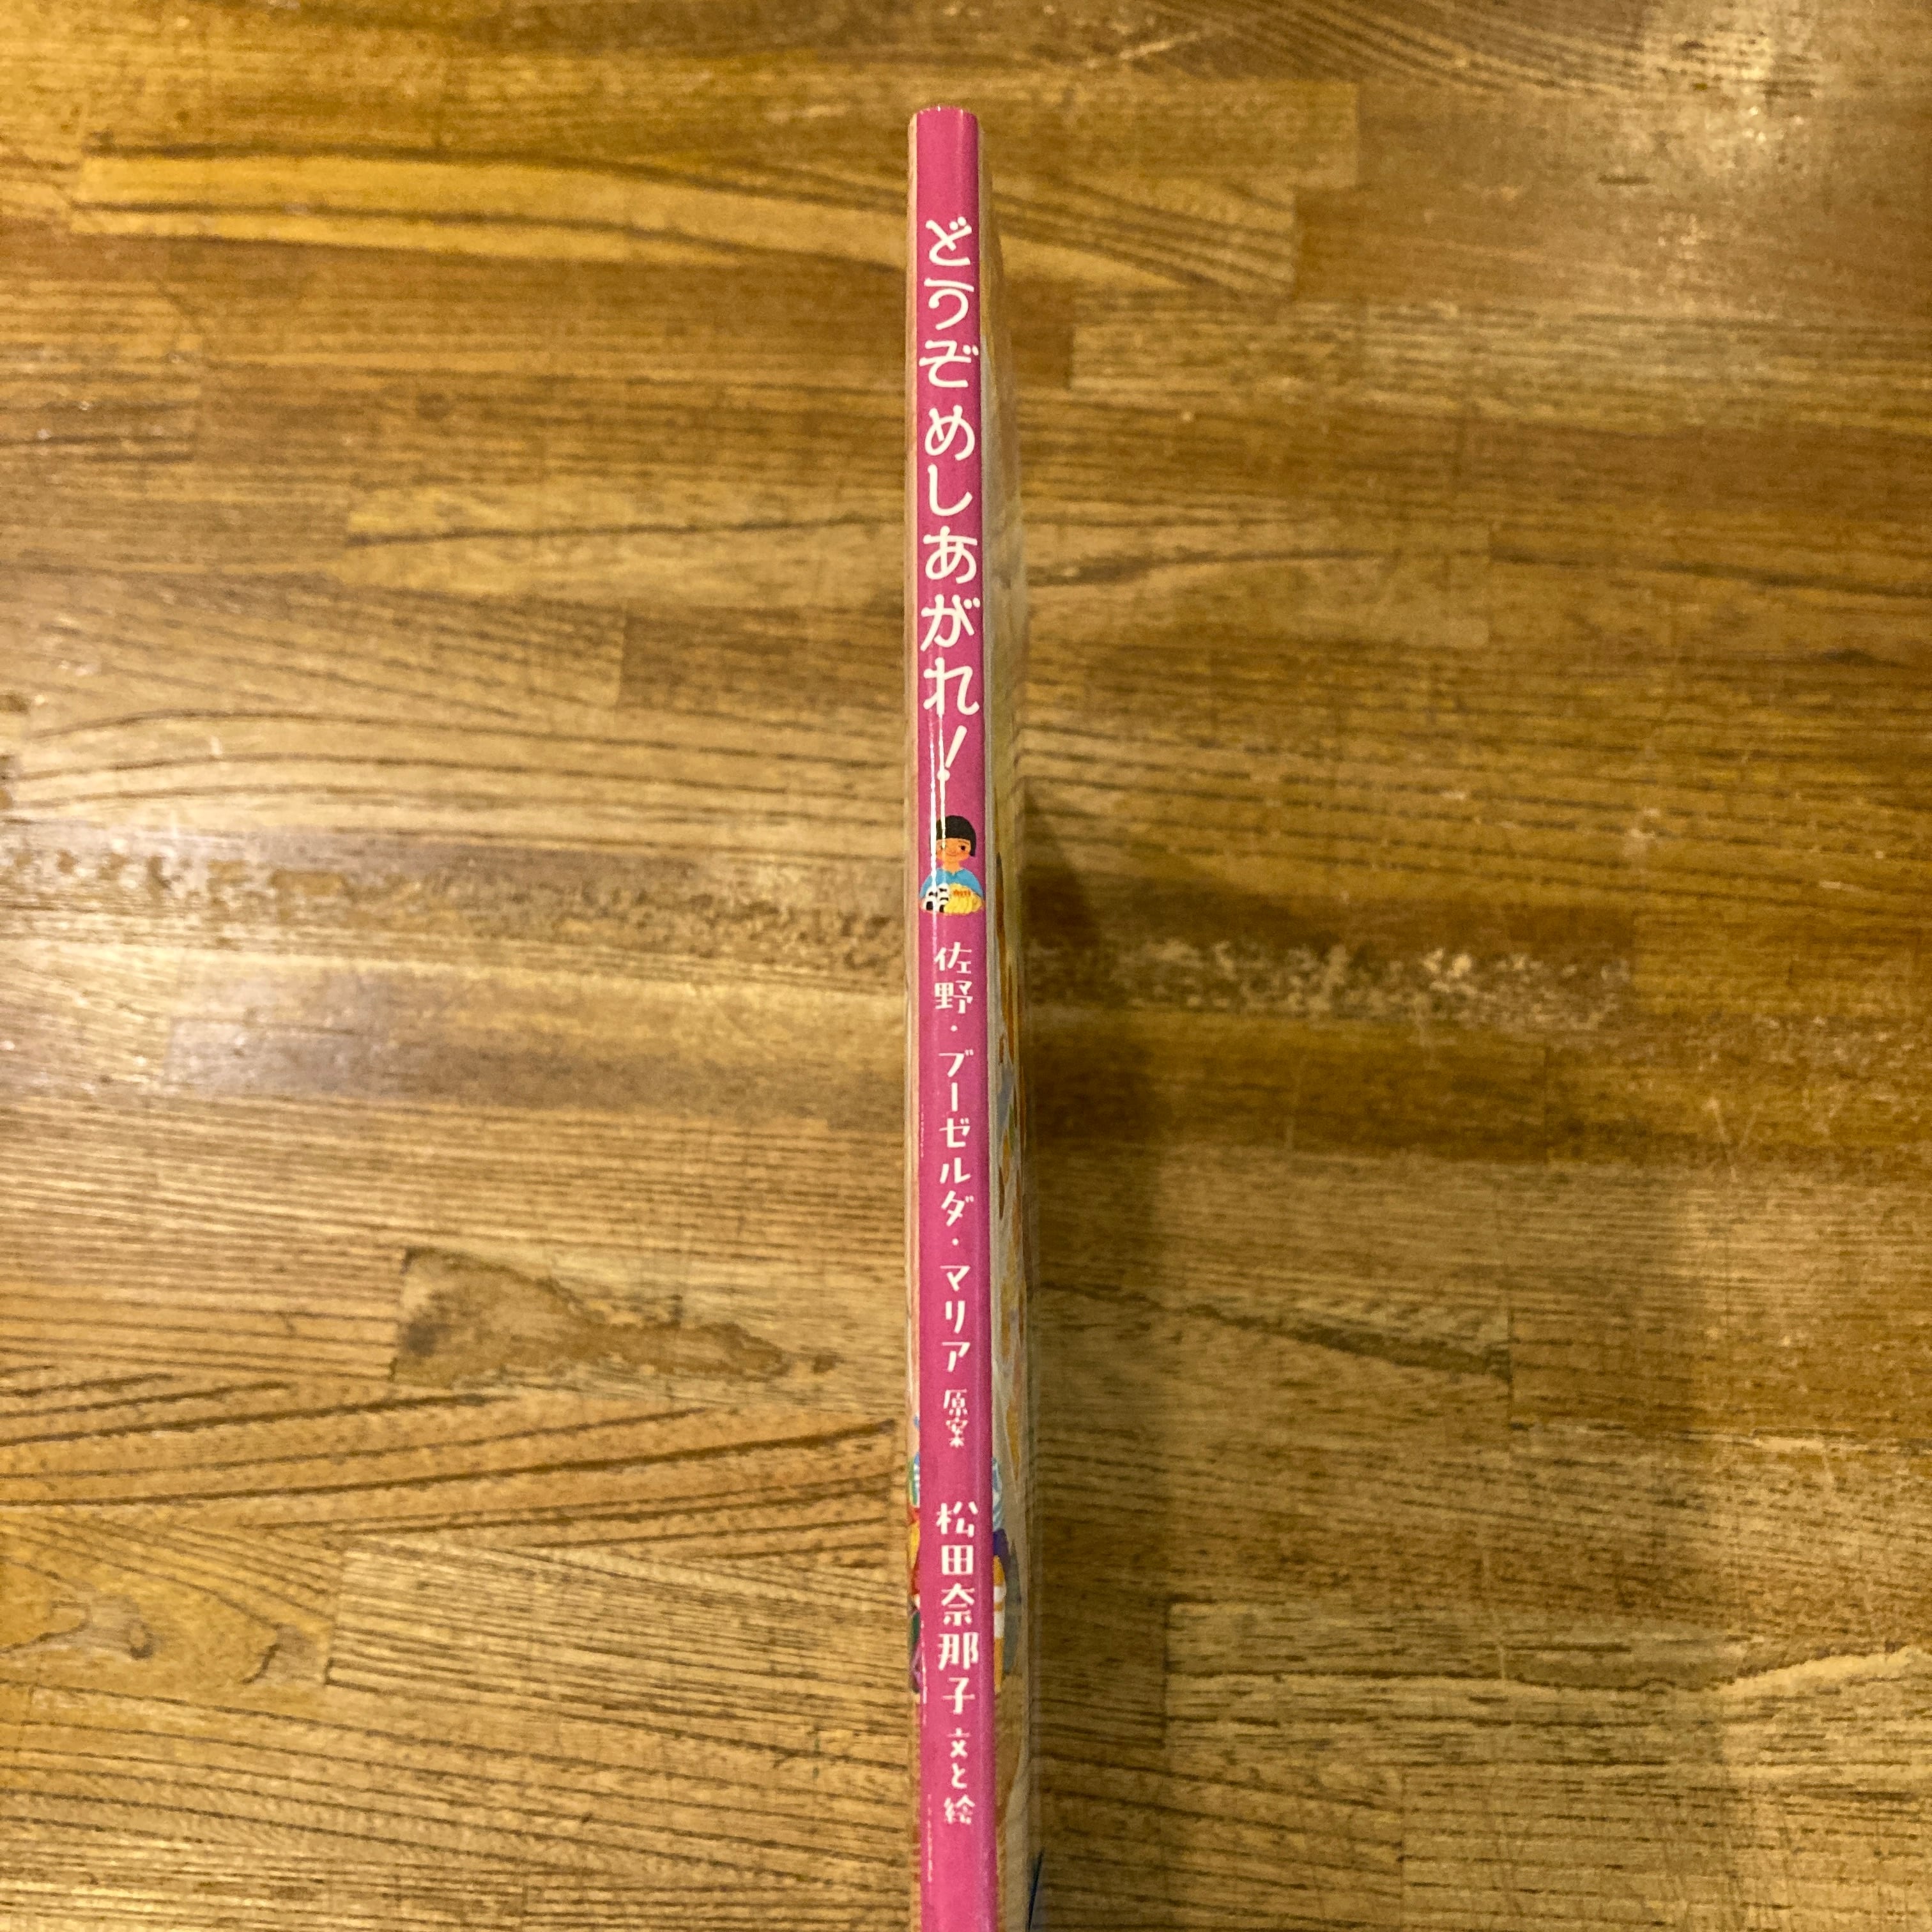 どうぞめしあがれ！
佐野・ブーゼルダ・マリア 原案
松田奈那子 文と絵